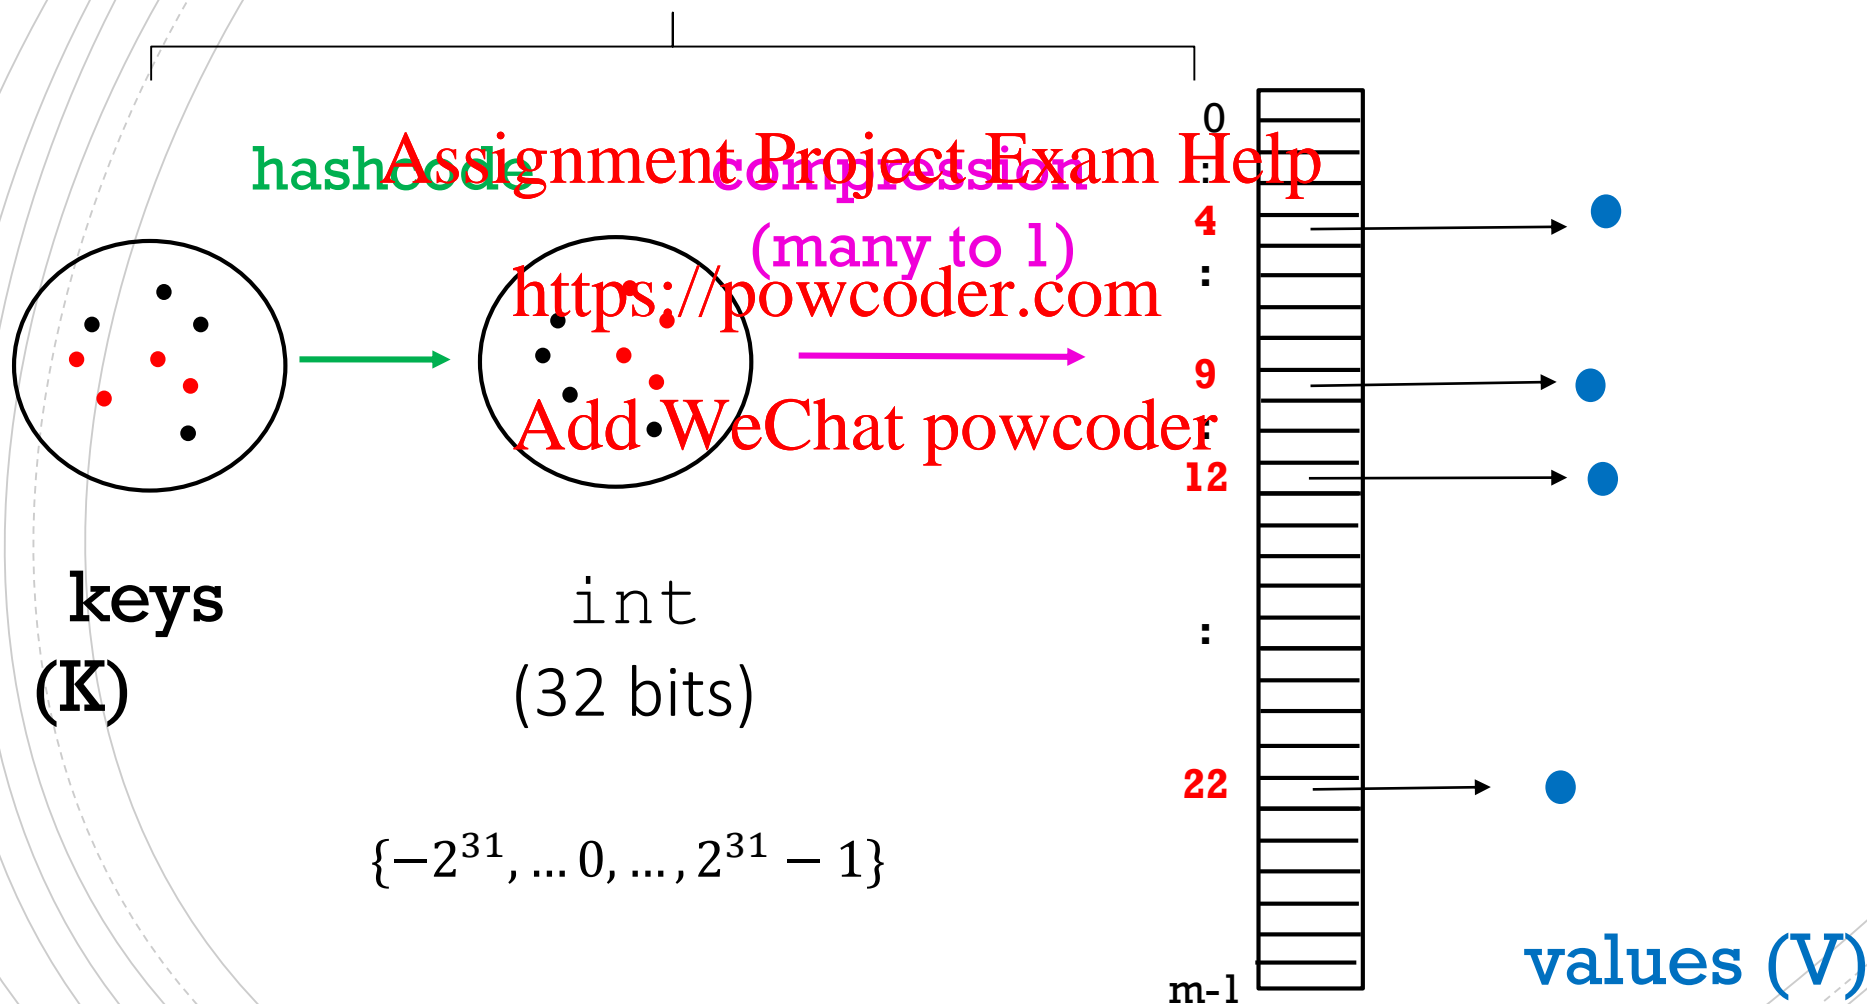 0
hashcode
compression
Assignment Project Exam Help
:
4
(many to 1)
:
https://powcoder.com
9
Add WeChat powcoder
:
12
keys
(K)
int
(32 bits)
:
22
{−2³¹, … 0, … , 2³¹ − 1}
values (V)
m-1